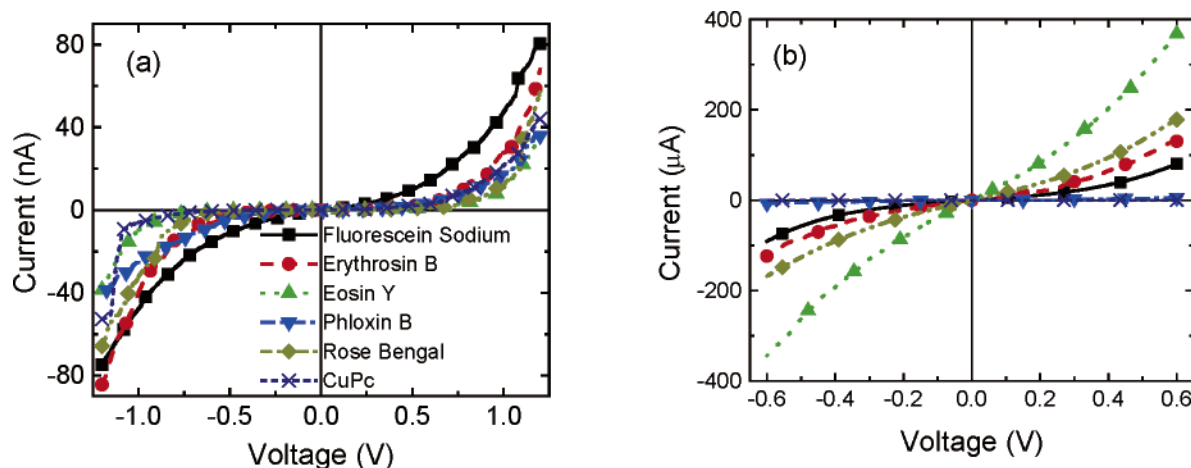 (a)
80
40
0
-40
-80
Current (nA)
-1.0 -0.5 0.0 0.5 1.0
Voltage (V)
Fluorescein Sodium
Erythrosin B
Eosin Y
Phloxin B
Rose Bengal
CuPc
(b)
400
200
0
-200
-400
Current (μA)
-0.6 -0.4 -0.2 0.0 0.2 0.4 0.6
Voltage (V)